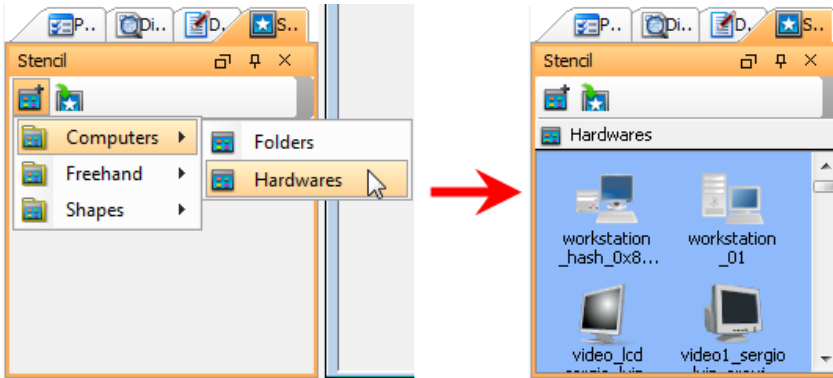 P.. Di.. D. S..
Stencil
Computers
Folders
Freehand
Hardwares
Shapes
P.. Di.. D. S..
Stencil
Hardwares
workstation
_hash_0x8...
workstation
_01
video_lcd
video1_sergio